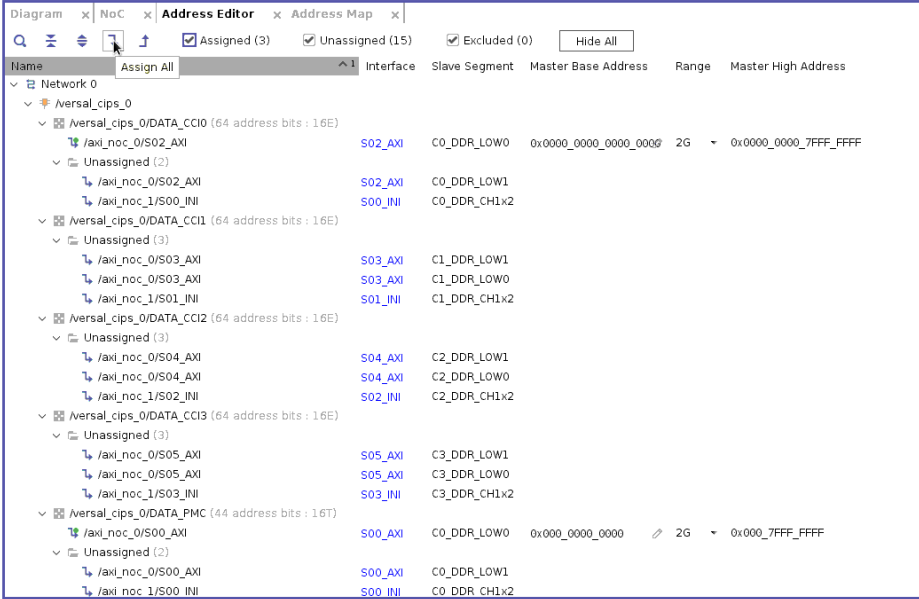 Diagram × NoC × Address Editor × Address Map ×
Assigned (3) Unassigned (15) Excluded (0) Hide All
Assign All
Name 1 Interface Slave Segment Master Base Address Range Master High Address
Network 0
/versal_cips_0
/versal_cips_0/DATA_CCI0 (64 address bits : 16E)
/axi_noc_0/S02_AXI S02_AXI C0_DDR_LOW0 0x0000_0000_0000_0000 2G 0x0000_0000_7FFF_FFFF
Unassigned (2)
/axi_noc_0/S02_AXI S02_AXI C0_DDR_LOW1
/axi_noc_1/S00_INI S00_INI C0_DDR_CH1x2
/versal_cips_0/DATA_CCI1 (64 address bits : 16E)
Unassigned (3)
/axi_noc_0/S03_AXI S03_AXI C1_DDR_LOW1
/axi_noc_0/S03_AXI S03_AXI C1_DDR_LOW0
/axi_noc_1/S01_INI S01_INI C1_DDR_CH1x2
/versal_cips_0/DATA_CCI2 (64 address bits : 16E)
Unassigned (3)
/axi_noc_0/S04_AXI S04_AXI C2_DDR_LOW1
/axi_noc_0/S04_AXI S04_AXI C2_DDR_LOW0
/axi_noc_1/S02_INI S02_INI C2_DDR_CH1x2
/versal_cips_0/DATA_CCI3 (64 address bits : 16E)
Unassigned (3)
/axi_noc_0/S05_AXI S05_AXI C3_DDR_LOW1
/axi_noc_0/S05_AXI S05_AXI C3_DDR_LOW0
/axi_noc_1/S03_INI S03_INI C3_DDR_CH1x2
/versal_cips_0/DATA_PMC (44 address bits : 16T)
/axi_noc_0/S00_AXI S00_AXI C0_DDR_LOW0 0x000_0000_0000 2G 0x000_7FFF_FFFF
Unassigned (2)
/axi_noc_0/S00_AXI S00_AXI C0_DDR_LOW1
/axi_noc_1/S00_INI S00_INI C0_DDR_CH1x2